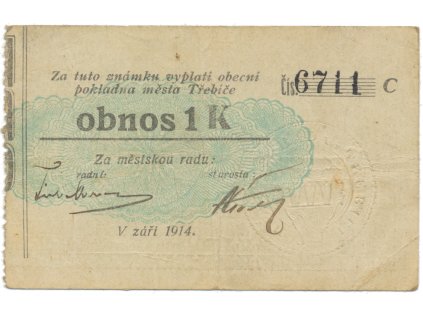 Za tuto známku vyplatí obecní
pokladna města Třebíče
čís. 6711 C
obnos 1 K
Za městskou radu:
radní: starosta:
V září 1914.